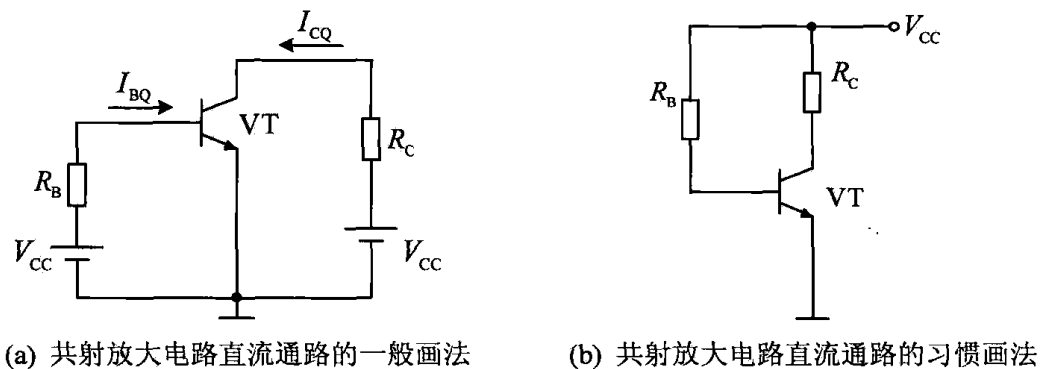 I_CQ
I_BQ
VT
R_B
R_C
V_CC
V_CC
(a) 共射放大电路直流通路的一般画法
V_CC
R_B
R_C
VT
(b) 共射放大电路直流通路的习惯画法